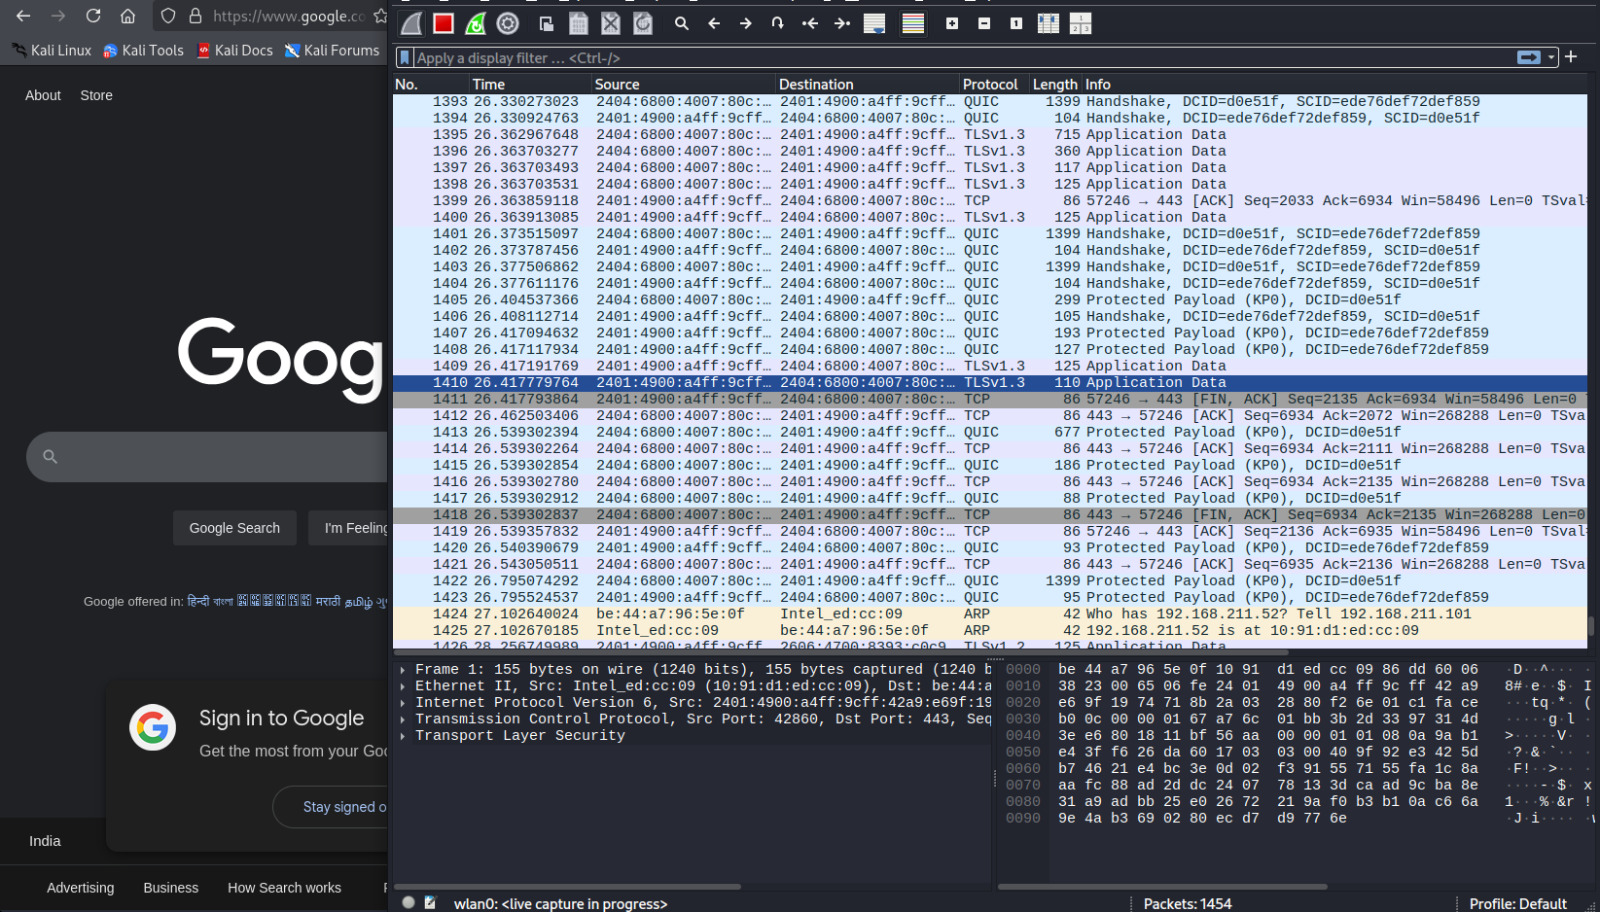 https://www.google.co
Kali Linux Kali Tools Kali Docs Kali Forums
About Store
Goog
Google Search I'm Feeling
Google offered in: हिन्दी বাংলা मराठी தமிழ்
Sign in to Google
Get the most from your Goo
Stay signed o
India
Advertising Business How Search works
Apply a display filter … <Ctrl-/>
No. Time Source Destination Protocol Length Info
1393 26.330273023 2404:6800:4007:80c:… 2401:4900:a4ff:9cff… QUIC 1399 Handshake, DCID=d0e51f, SCID=ede76def72def859
1394 26.330924763 2401:4900:a4ff:9cff… 2404:6800:4007:80c:… QUIC 104 Handshake, DCID=ede76def72def859, SCID=d0e51f
1395 26.362967648 2404:6800:4007:80c:… 2401:4900:a4ff:9cff… TLSv1.3 715 Application Data
1396 26.363703277 2404:6800:4007:80c:… 2401:4900:a4ff:9cff… TLSv1.3 360 Application Data
1397 26.363703493 2404:6800:4007:80c:… 2401:4900:a4ff:9cff… TLSv1.3 117 Application Data
1398 26.363703531 2404:6800:4007:80c:… 2401:4900:a4ff:9cff… TLSv1.3 125 Application Data
1399 26.363859118 2401:4900:a4ff:9cff… 2404:6800:4007:80c:… TCP 86 57246 → 443 [ACK] Seq=2033 Ack=6934 Win=58496 Len=0 TSval=
1400 26.363913085 2401:4900:a4ff:9cff… 2404:6800:4007:80c:… TLSv1.3 125 Application Data
1401 26.373515097 2404:6800:4007:80c:… 2401:4900:a4ff:9cff… QUIC 1399 Handshake, DCID=d0e51f, SCID=ede76def72def859
1402 26.373787456 2401:4900:a4ff:9cff… 2404:6800:4007:80c:… QUIC 104 Handshake, DCID=ede76def72def859, SCID=d0e51f
1403 26.377506862 2404:6800:4007:80c:… 2401:4900:a4ff:9cff… QUIC 1399 Handshake, DCID=d0e51f, SCID=ede76def72def859
1404 26.377611176 2401:4900:a4ff:9cff… 2404:6800:4007:80c:… QUIC 104 Handshake, DCID=ede76def72def859, SCID=d0e51f
1405 26.404537366 2404:6800:4007:80c:… 2401:4900:a4ff:9cff… QUIC 299 Protected Payload (KP0), DCID=d0e51f
1406 26.408112714 2401:4900:a4ff:9cff… 2404:6800:4007:80c:… QUIC 105 Handshake, DCID=ede76def72def859, SCID=d0e51f
1407 26.417094632 2401:4900:a4ff:9cff… 2404:6800:4007:80c:… QUIC 193 Protected Payload (KP0), DCID=ede76def72def859
1408 26.417117934 2401:4900:a4ff:9cff… 2404:6800:4007:80c:… QUIC 127 Protected Payload (KP0), DCID=ede76def72def859
1409 26.417191769 2401:4900:a4ff:9cff… 2404:6800:4007:80c:… TLSv1.3 125 Application Data
1410 26.417779764 2401:4900:a4ff:9cff… 2404:6800:4007:80c:… TLSv1.3 110 Application Data
1411 26.417793864 2401:4900:a4ff:9cff… 2404:6800:4007:80c:… TCP 86 57246 → 443 [FIN, ACK] Seq=2135 Ack=6934 Win=58496 Len=0
1412 26.462503406 2404:6800:4007:80c:… 2401:4900:a4ff:9cff… TCP 86 443 → 57246 [ACK] Seq=6934 Ack=2072 Win=268288 Len=0 TSva
1413 26.539302394 2404:6800:4007:80c:… 2401:4900:a4ff:9cff… QUIC 677 Protected Payload (KP0), DCID=d0e51f
1414 26.539302264 2404:6800:4007:80c:… 2401:4900:a4ff:9cff… TCP 86 443 → 57246 [ACK] Seq=6934 Ack=2111 Win=268288 Len=0 TSva
1415 26.539302854 2404:6800:4007:80c:… 2401:4900:a4ff:9cff… QUIC 186 Protected Payload (KP0), DCID=d0e51f
1416 26.539302780 2404:6800:4007:80c:… 2401:4900:a4ff:9cff… TCP 86 443 → 57246 [ACK] Seq=6934 Ack=2135 Win=268288 Len=0 TSva
1417 26.539302912 2404:6800:4007:80c:… 2401:4900:a4ff:9cff… QUIC 88 Protected Payload (KP0), DCID=d0e51f
1418 26.539302837 2404:6800:4007:80c:… 2401:4900:a4ff:9cff… TCP 86 443 → 57246 [FIN, ACK] Seq=6934 Ack=2135 Win=268288 Len=0
1419 26.539357832 2401:4900:a4ff:9cff… 2404:6800:4007:80c:… TCP 86 57246 → 443 [ACK] Seq=2136 Ack=6935 Win=58496 Len=0 TSval=
1420 26.540390679 2401:4900:a4ff:9cff… 2404:6800:4007:80c:… QUIC 93 Protected Payload (KP0), DCID=ede76def72def859
1421 26.543050511 2404:6800:4007:80c:… 2401:4900:a4ff:9cff… TCP 86 443 → 57246 [ACK] Seq=6935 Ack=2136 Win=268288 Len=0 TSva
1422 26.795074292 2404:6800:4007:80c:… 2401:4900:a4ff:9cff… QUIC 1399 Protected Payload (KP0), DCID=d0e51f
1423 26.795524537 2401:4900:a4ff:9cff… 2404:6800:4007:80c:… QUIC 95 Protected Payload (KP0), DCID=ede76def72def859
1424 27.102640024 be:44:a7:96:5e:0f Intel_ed:cc:09 ARP 42 Who has 192.168.211.52? Tell 192.168.211.101
1425 27.102670185 Intel_ed:cc:09 be:44:a7:96:5e:0f ARP 42 192.168.211.52 is at 10:91:d1:ed:cc:09
1426 28.256749989 2401:4900:a4ff:9cff… 2606:4700:8393:c0c9… TLSv1.2 125 Application Data
Frame 1: 155 bytes on wire (1240 bits), 155 bytes captured (1240 b
Ethernet II, Src: Intel_ed:cc:09 (10:91:d1:ed:cc:09), Dst: be:44:a
Internet Protocol Version 6, Src: 2401:4900:a4ff:9cff:42a9:e69f:19
Transmission Control Protocol, Src Port: 42860, Dst Port: 443, Seq
Transport Layer Security
0000 be 44 a7 96 5e 0f 10 91 d1 ed cc 09 86 dd 60 06 ·D··^···
0010 38 23 00 65 06 fe 24 01 49 00 a4 ff 9c ff 42 a9 8#·e··$· I
0020 e6 9f 19 74 71 8b 2a 03 28 80 f2 6e 01 c1 fa ce ···tq·*· (
0030 b0 0c 00 00 01 67 a7 6c 01 bb 3b 2d 33 97 31 4d ·····g·l
0040 3e e6 80 18 11 bf 56 aa 00 00 01 01 08 0a 9a b1 >·····V·
0050 e4 3f f6 26 da 60 17 03 03 00 40 9f 92 e3 42 5d ·?·&·`··
0060 b7 46 21 e4 bc 3e 0d 02 f3 91 55 71 55 fa 1c 8a ·F!··>··
0070 aa fc 88 ad 2d dc 24 07 78 13 3d ca ad 9c ba 8e ····-·$· x
0080 31 a9 ad bb 25 e0 26 72 21 9a f0 b3 b1 0a c6 6a 1···%·&r !
0090 9e 4a b3 69 02 80 ec d7 d9 77 6e ·J·i····
wlan0: <live capture in progress> Packets: 1454 Profile: Default